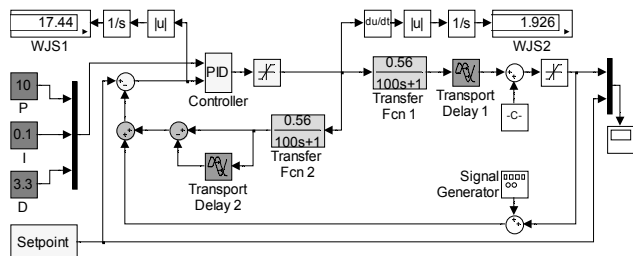 17.44
1/s
|u|
WJS1
du/dt
|u|
1/s
1.926
WJS2
10
P
0.1
I
3.3
D
PID
Controller
0.56
100s+1
Transfer
Fcn 1
Transport
Delay 1
-C-
0.56
100s+1
Transfer
Fcn 2
Transport
Delay 2
Signal
Generator
Setpoint